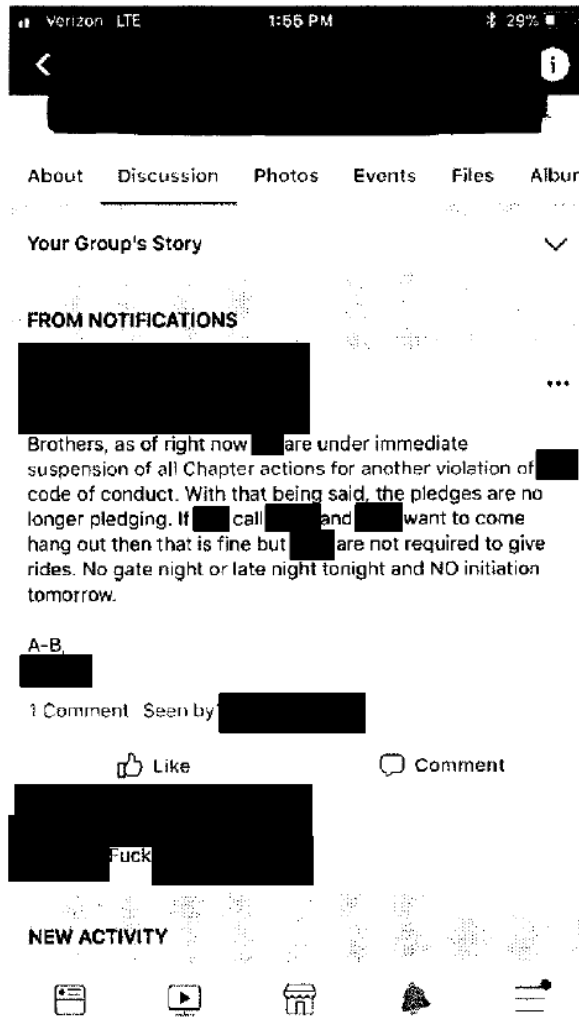 Verizon LTE 1:56 PM 29%
i
About Discussion Photos Events Files Albur
Your Group's Story
FROM NOTIFICATIONS
Brothers, as of right now are under immediate
suspension of all Chapter actions for another violation of
code of conduct. With that being said, the pledges are no
longer pledging. If call and want to come
hang out then that is fine but are not required to give
rides. No gate night or late night tonight and NO initiation
tomorrow.
A-B,
1 Comment Seen by
Like Comment
Fuck
NEW ACTIVITY